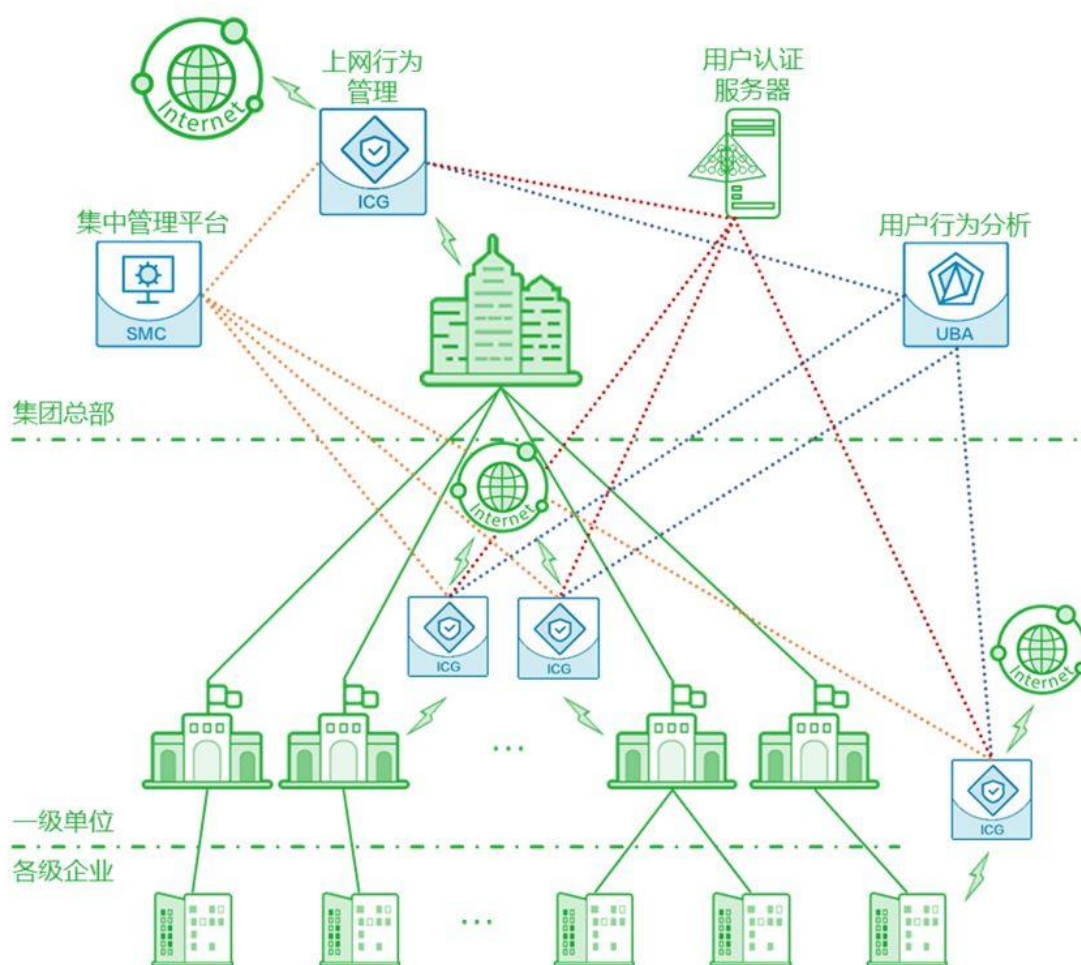 上网行为
管理
用户认证
服务器
Internet
ICG
集中管理平台
用户行为分析
SMC
UBA
集团总部
Internet
ICG
ICG
Internet
...
一级单位
ICG
各级企业
...